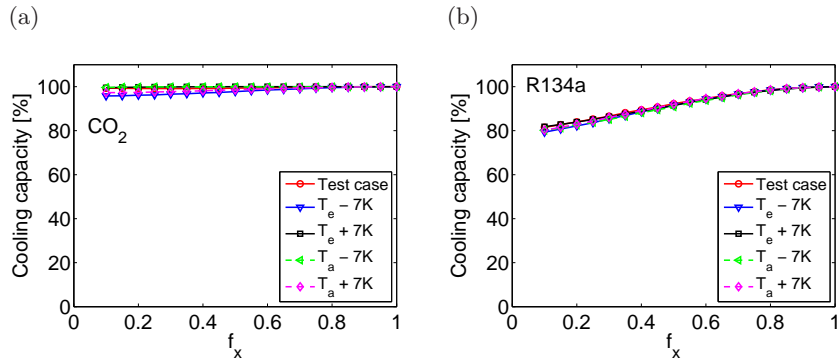 (a)
Cooling capacity [%]
120
100
80
60
40
20
0
CO2
Test case
Te − 7K
Te + 7K
Ta − 7K
Ta + 7K
0 0.2 0.4 0.6 0.8 1
fx
(b)
Cooling capacity [%]
120
100
80
60
40
20
0
R134a
Test case
Te − 7K
Te + 7K
Ta − 7K
Ta + 7K
0 0.2 0.4 0.6 0.8 1
fx